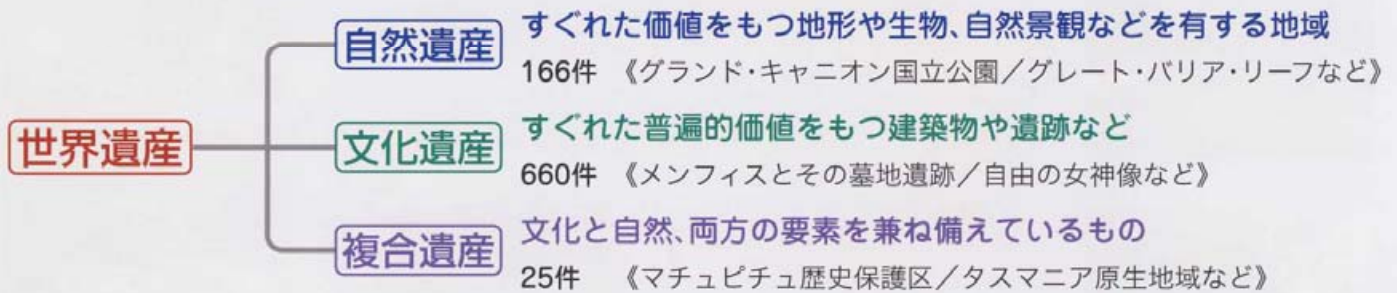 世界遺産
自然遺産
すぐれた価値をもつ地形や生物、自然景観などを有する地域
166件 《グランド・キャニオン国立公園/グレート・バリア・リーフなど》
文化遺産
すぐれた普遍的価値をもつ建築物や遺跡など
660件 《メンフィスとその墓地遺跡/自由の女神像など》
複合遺産
文化と自然、両方の要素を兼ね備えているもの
25件 《マチュピチュ歴史保護区/タスマニア原生地域など》